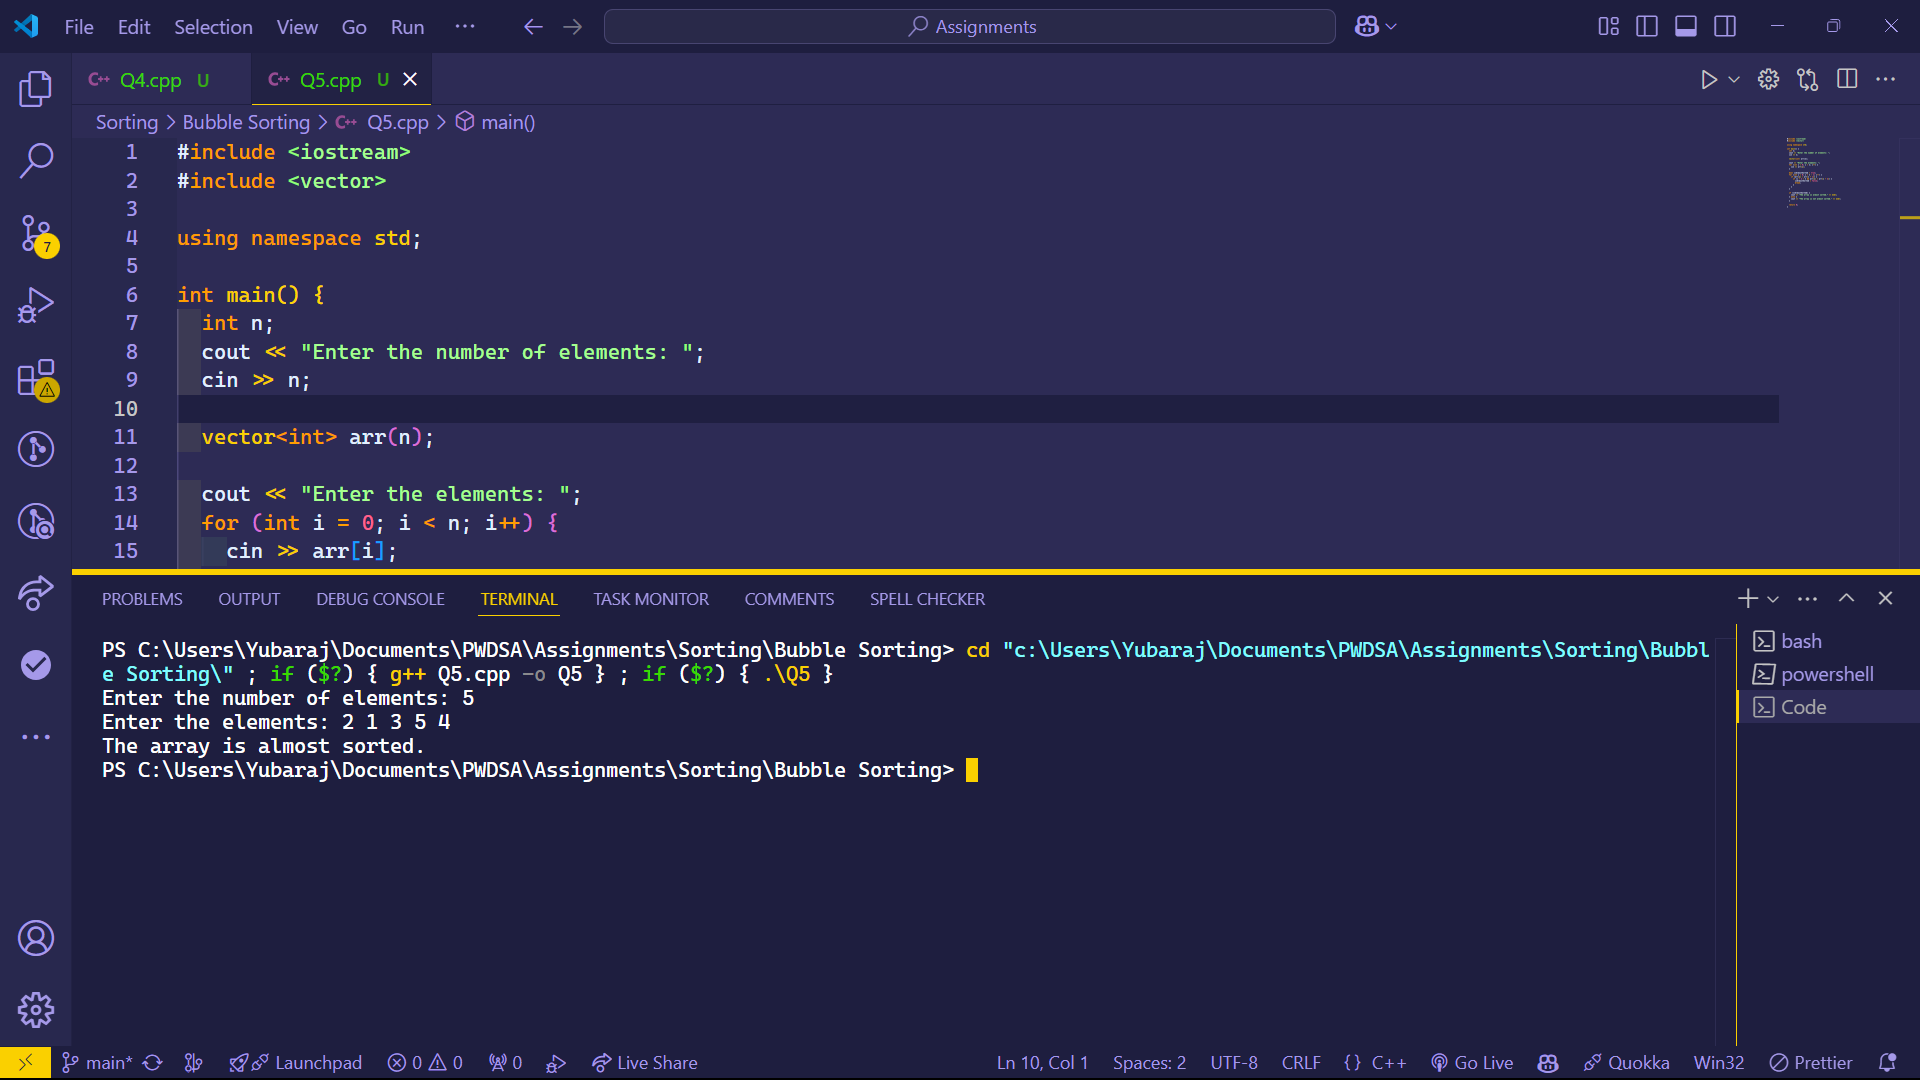 File Edit Selection View Go Run ··· Assignments
C++ Q4.cpp U C++ Q5.cpp U
Sorting > Bubble Sorting > C++ Q5.cpp > main()
1 #include <iostream>
2 #include <vector>
3
4 using namespace std;
5
6 int main() {
7 int n;
8 cout << "Enter the number of elements: ";
9 cin >> n;
10
11 vector<int> arr(n);
12
13 cout << "Enter the elements: ";
14 for (int i = 0; i < n; i++) {
15 cin >> arr[i];
7
PROBLEMS OUTPUT DEBUG CONSOLE TERMINAL TASK MONITOR COMMENTS SPELL CHECKER
PS C:\Users\Yubaraj\Documents\PWDSA\Assignments\Sorting\Bubble Sorting> cd "c:\Users\Yubaraj\Documents\PWDSA\Assignments\Sorting\Bubbl
e Sorting\" ; if ($?) { g++ Q5.cpp -o Q5 } ; if ($?) { .\Q5 }
Enter the number of elements: 5
Enter the elements: 2 1 3 5 4
The array is almost sorted.
PS C:\Users\Yubaraj\Documents\PWDSA\Assignments\Sorting\Bubble Sorting>
bash
powershell
Code
main* Launchpad 0 0 0 Live Share Ln 10, Col 1 Spaces: 2 UTF-8 CRLF {} C++ Go Live Quokka Win32 Prettier